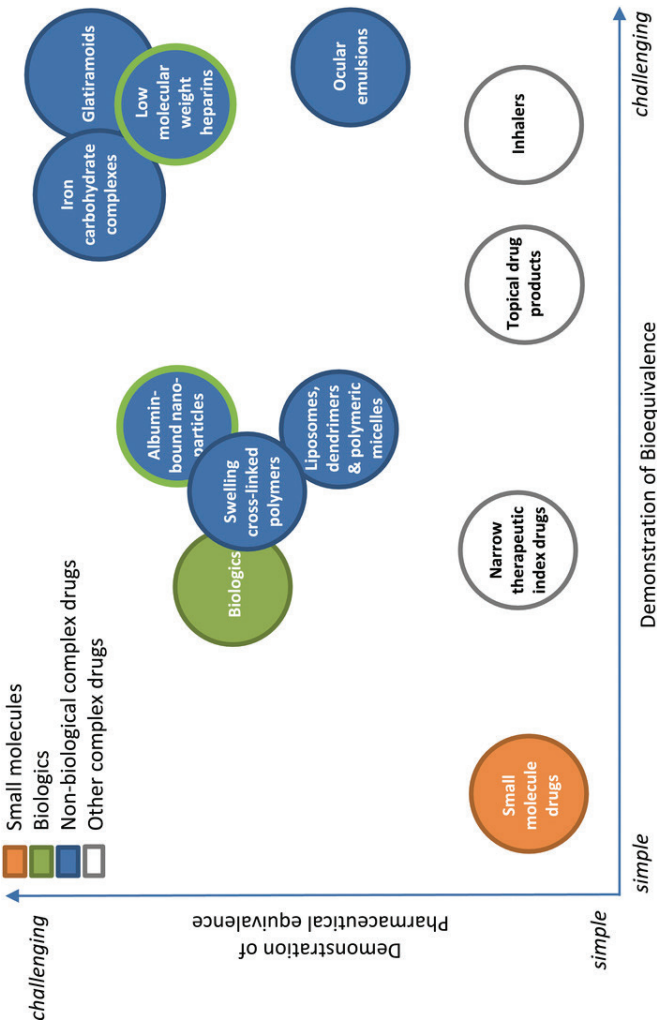 Small molecules
Biologics
Non-biological complex drugs
Other complex drugs
challenging
Demonstration of
Pharmaceutical equivalence
simple
Glatiramoids
Iron
carbohydrate
complexes
Low
molecular
weight
heparins
Ocular
emulsions
Albumin-
bound nano-
particles
Swelling
cross-linked
polymers
Biologics
Liposomes,
dendrimers
& polymeric
micelles
Small
molecule
drugs
Narrow
therapeutic
index drugs
Topical drug
products
Inhalers
simple
Demonstration of Bioequivalence
challenging